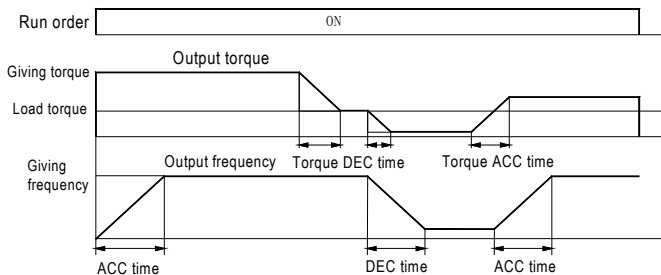 Run order
ON
Output torque
Giving torque
Load torque
Giving
frequency
Output frequency
Torque DEC time
Torque ACC time
ACC time
DEC time
ACC time